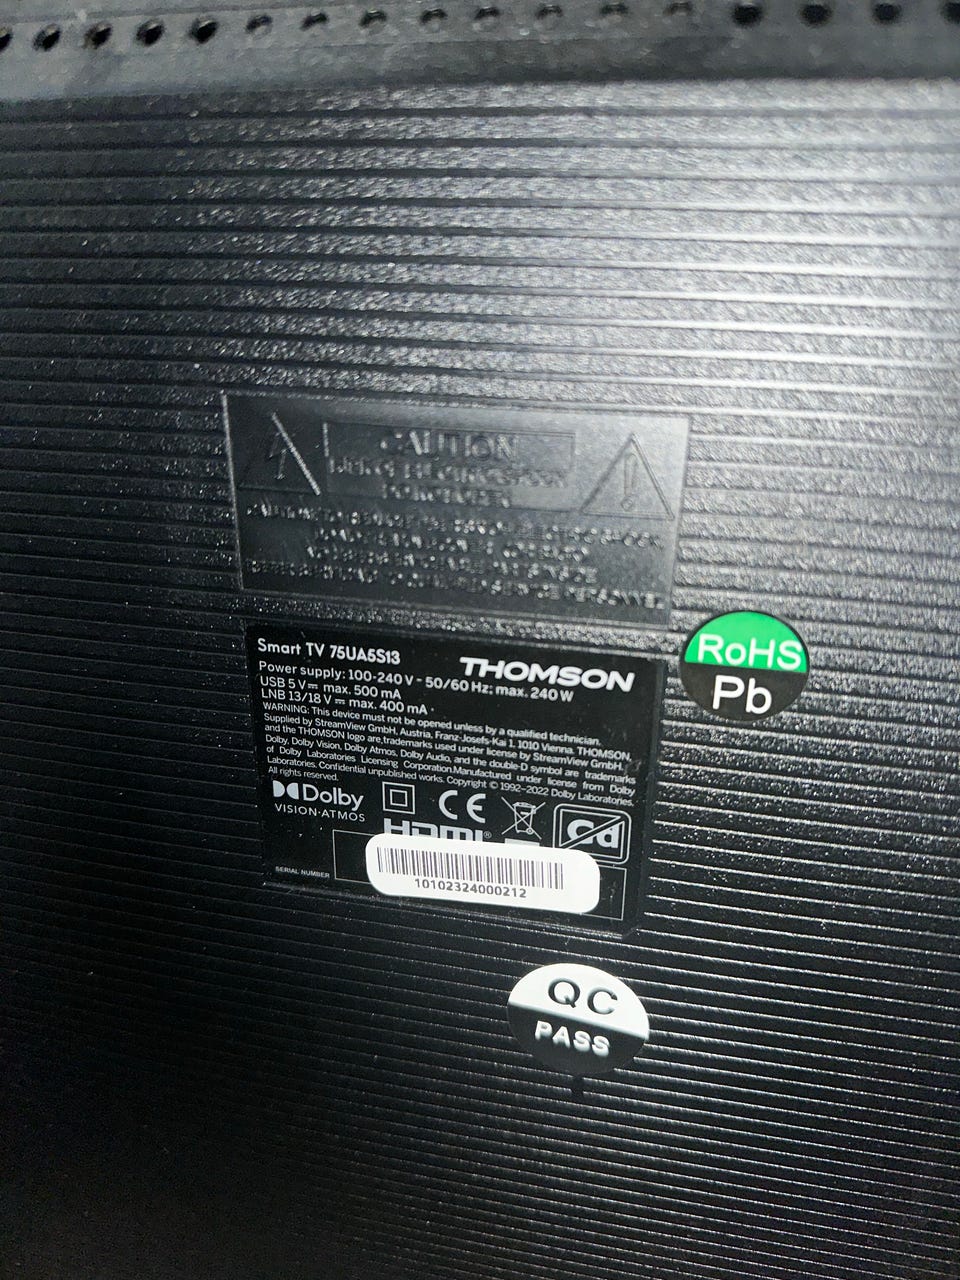 CAUTION
Smart TV 75UA5S13
THOMSON
Power supply: 100-240 V ~ 50/60 Hz; max. 240 W
USB 5 V⎓ max. 500 mA
LNB 13/18 V⎓ max. 400 mA
WARNING: This device must not be opened unless by a qualified technician.
Supplied by StreamView GmbH, Austria, Franz-Josefs-Kai 1, 1010 Vienna. THOMSON,
and the THOMSON logo are trademarks used under license by StreamView GmbH.
Dolby, Dolby Vision, Dolby Atmos, Dolby Audio, and the double-D symbol are trademarks
of Dolby Laboratories Licensing Corporation.Manufactured under license from Dolby
Laboratories. Confidential unpublished works. Copyright © 1992-2022 Dolby Laboratories.
All rights reserved.
Dolby
VISION·ATMOS
CE
HDMI®
Cd
SERIAL NUMBER
10102324000212
RoHS
Pb
QC
PASS